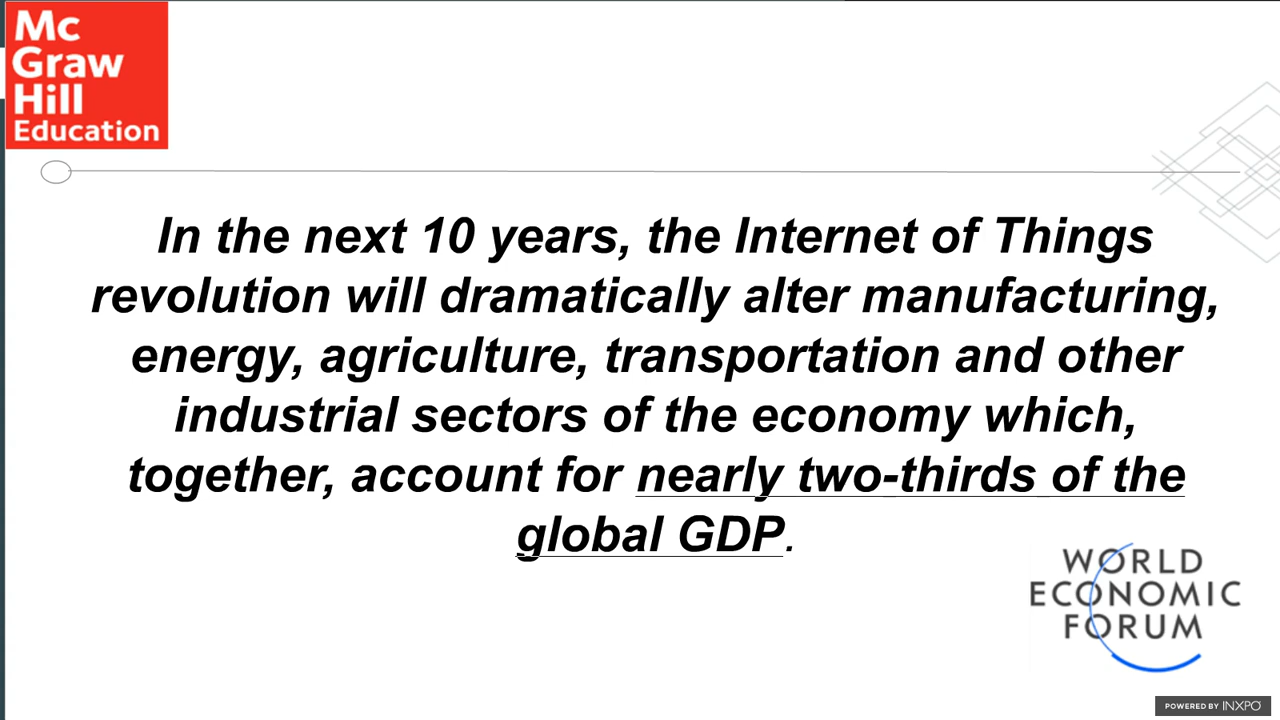 Mc
Graw
Hill
Education
In the next 10 years, the Internet of Things
revolution will dramatically alter manufacturing,
energy, agriculture, transportation and other
industrial sectors of the economy which,
together, account for nearly two-thirds of the
global GDP.
WORLD
ECONOMIC
FORUM
POWERED BY INXPO